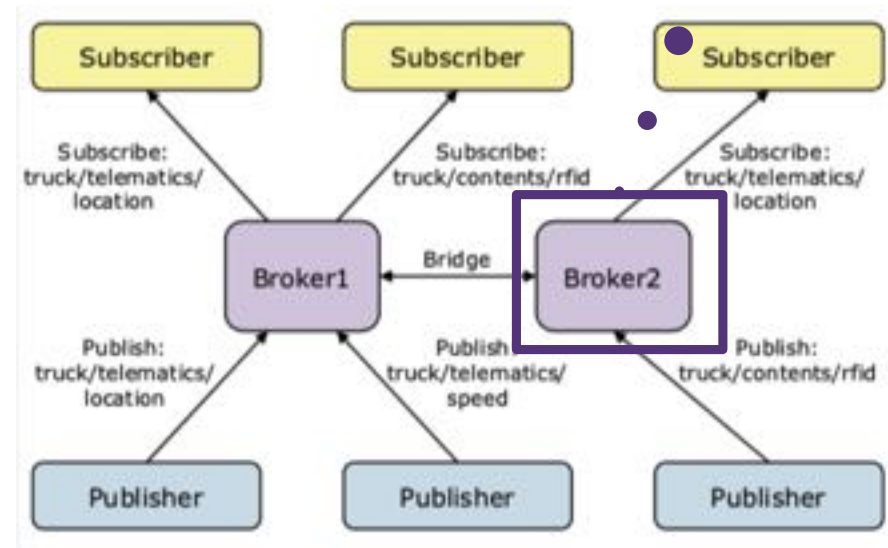 Subscriber
Subscriber
Subscriber
Subscribe:
truck/telematics/
location
Subscribe:
truck/contents/rfid
Subscribe:
truck/telematics/
location
Broker1
Bridge
Broker2
Publish:
truck/telematics/
location
Publish:
truck/telematics/
speed
Publish:
truck/contents/rfid
Publisher
Publisher
Publisher